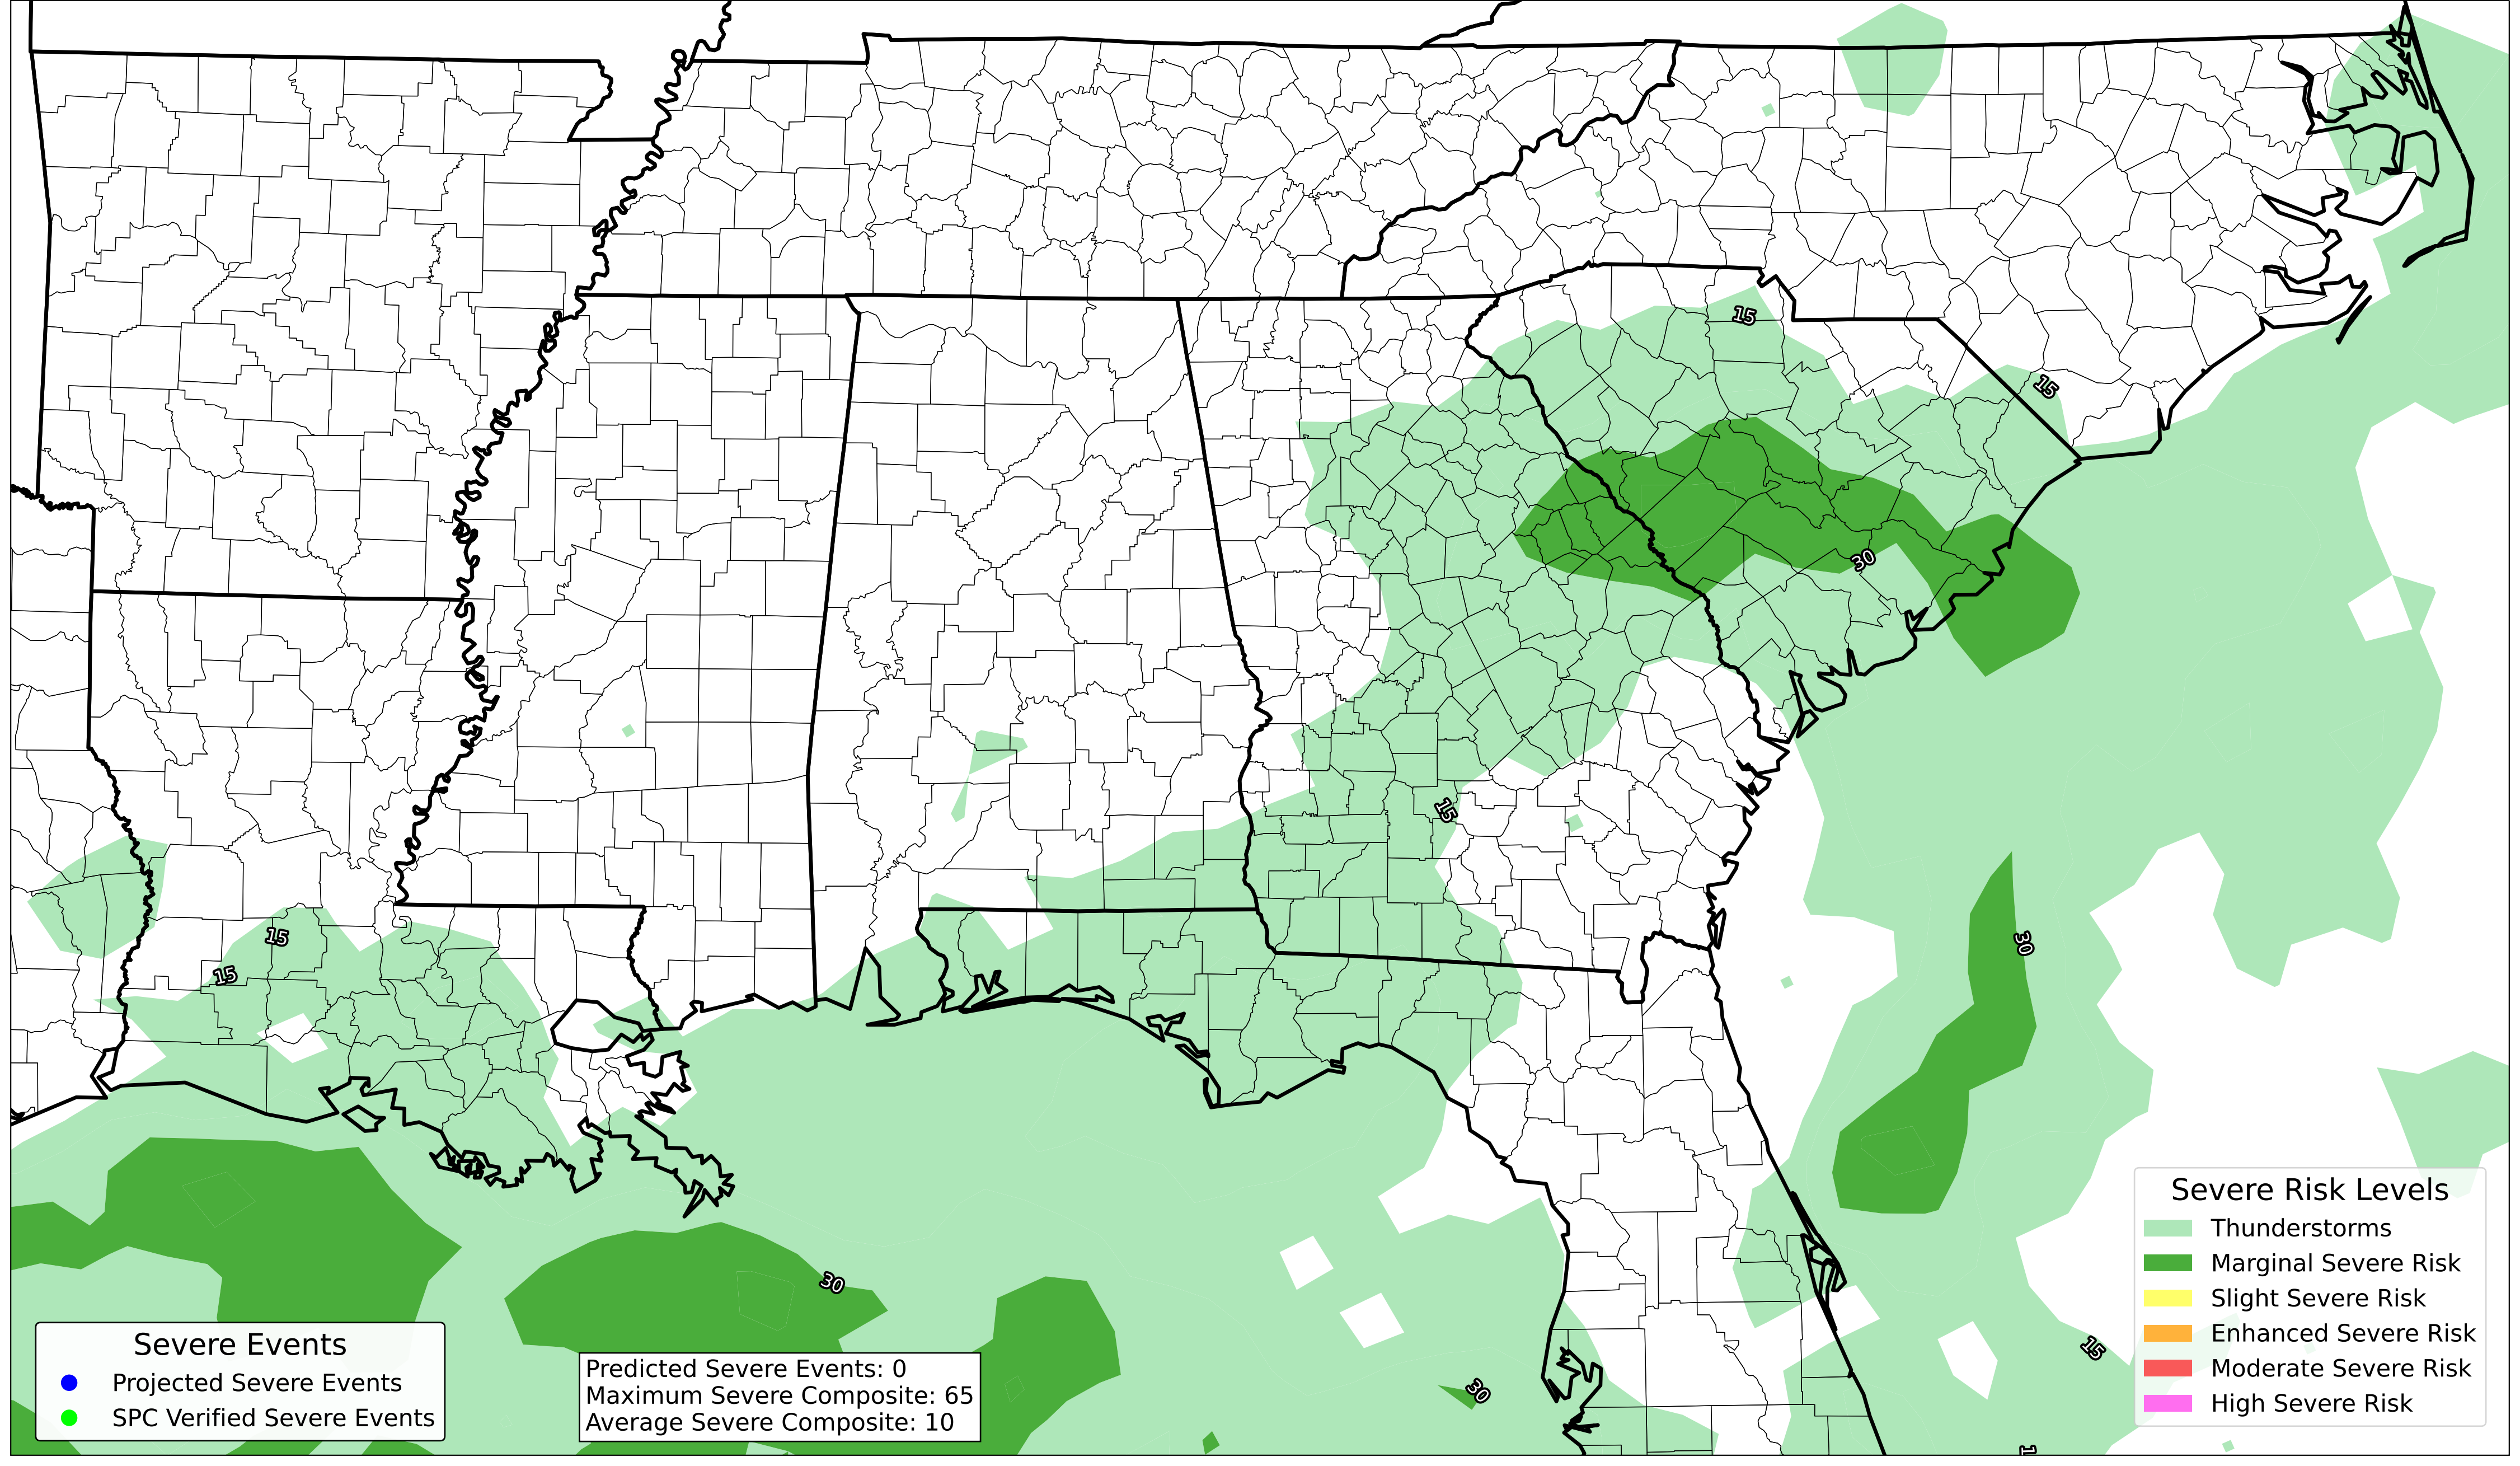 15
15
15
30
15
15
30
15
30
30
15
1
Severe Events
Projected Severe Events
SPC Verified Severe Events
Predicted Severe Events: 0
Maximum Severe Composite: 65
Average Severe Composite: 10
Severe Risk Levels
Thunderstorms
Marginal Severe Risk
Slight Severe Risk
Enhanced Severe Risk
Moderate Severe Risk
High Severe Risk